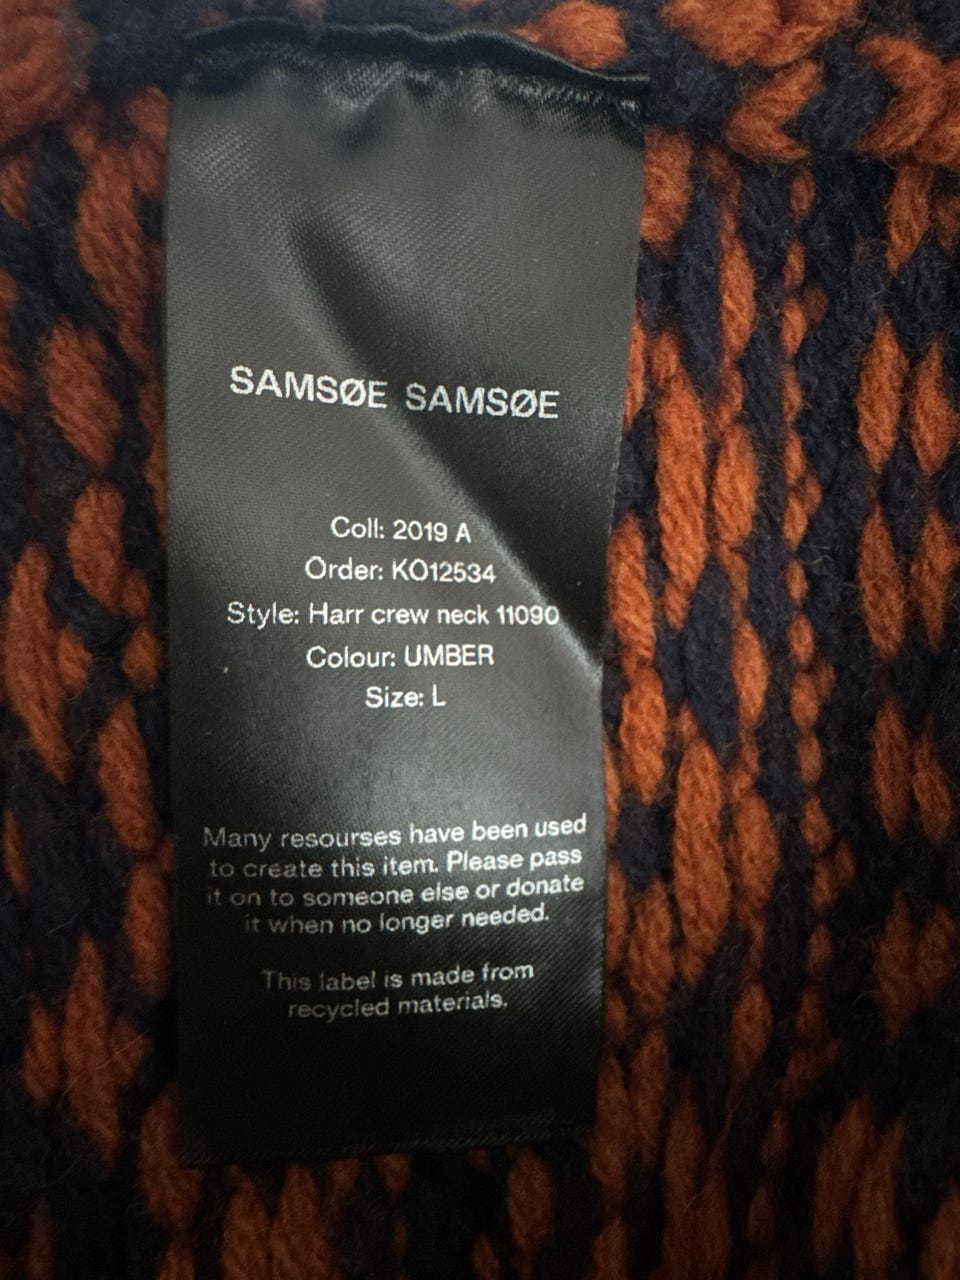 SAMSØE SAMSØE
Coll: 2019 A
Order: KO12534
Style: Harr crew neck 11090
Colour: UMBER
Size: L
Many resourses have been used
to create this item. Please pass
it on to someone else or donate
it when no longer needed.
This label is made from
recycled materials.